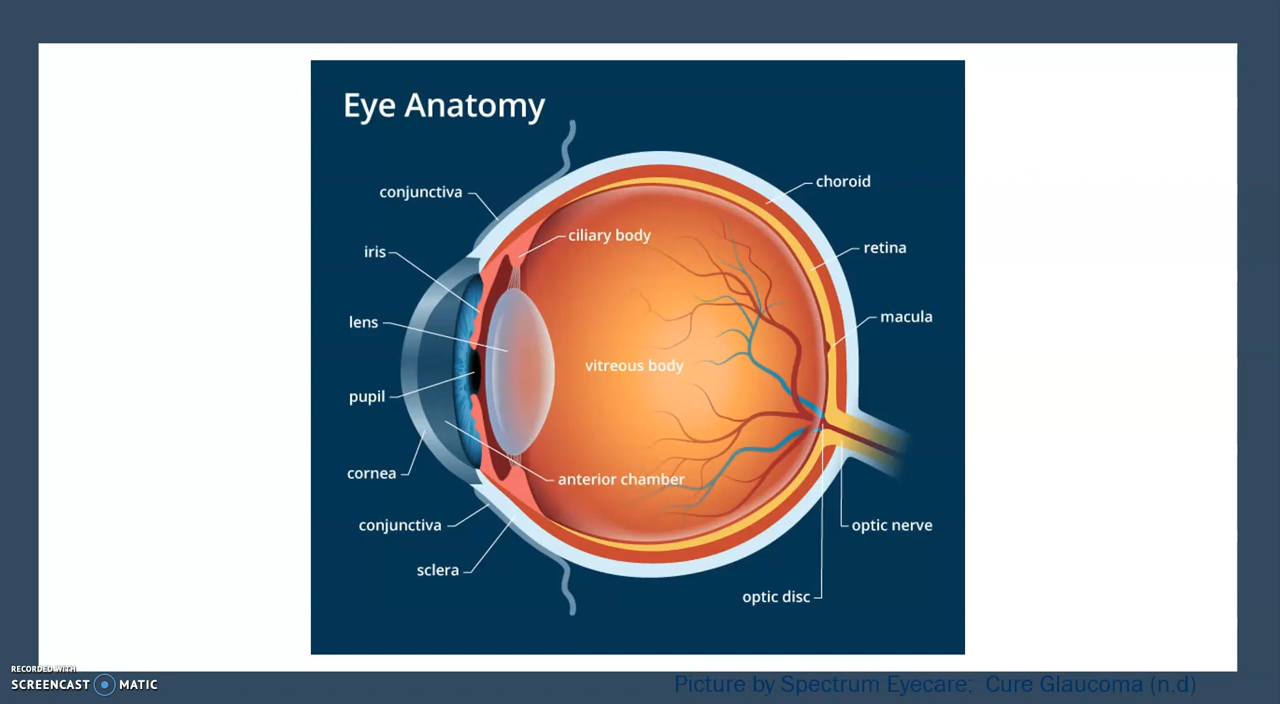 Eye Anatomy
conjunctiva
choroid
ciliary body
iris
retina
lens
macula
vitreous body
pupil
cornea
anterior chamber
conjunctiva
optic nerve
sclera
optic disc
RECORDED WITH
SCREENCAST MATIC
Picture by Spectrum Eyecare: Cure Glaucoma (n.d)